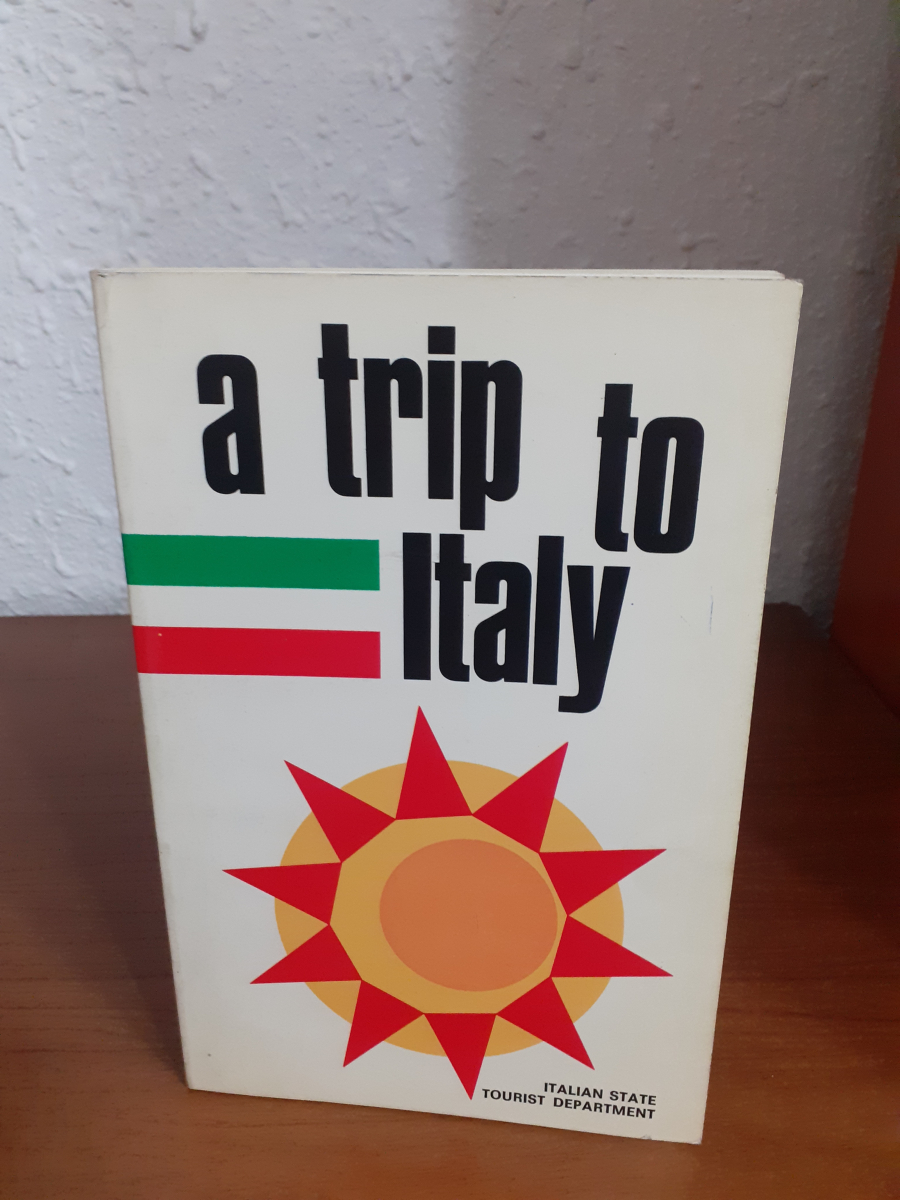 a trip to
Italy
ITALIAN STATE
TOURIST DEPARTMENT